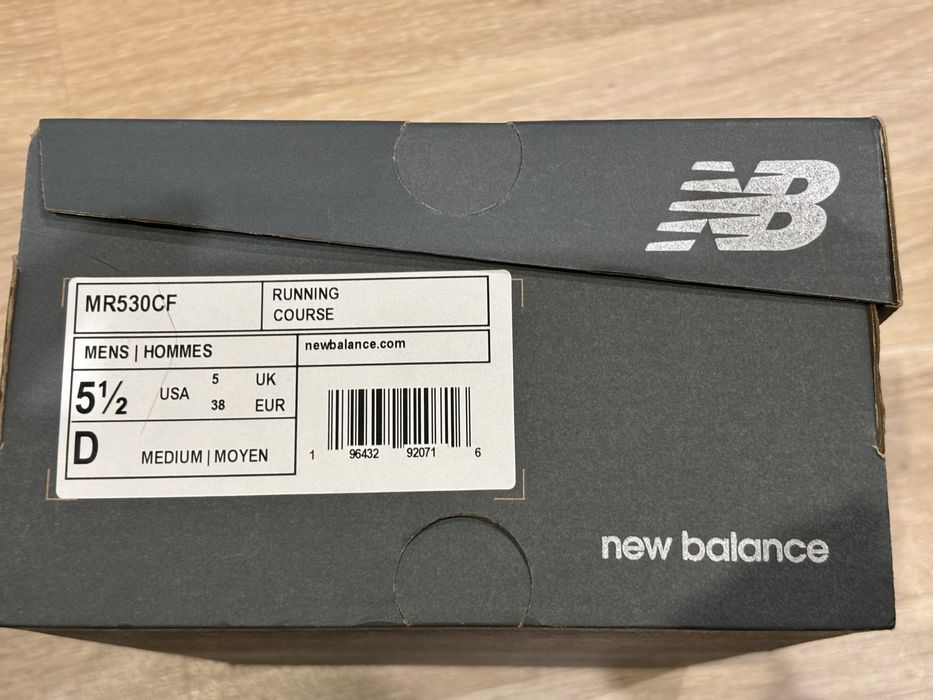 NB
MR530CF
RUNNING
COURSE
MENS | HOMMES
newbalance.com
5½ USA 5 UK
38 EUR
D MEDIUM | MOYEN
1 96432 92071 6
new balance